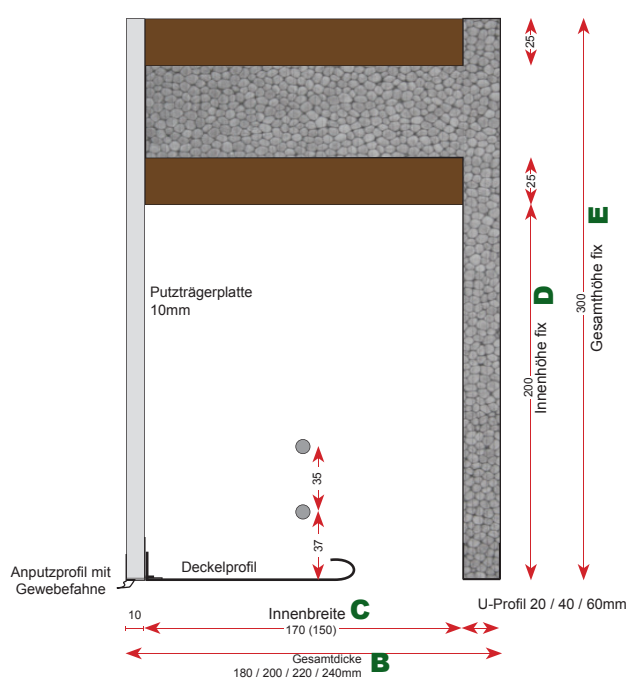 25
25
E
Gesamthöhe fix
300
D
Innenhöhe fix
200
Putzträgerplatte
10mm
35
37
Deckelprofil
Anputzprofil mit
Gewebefahne
U-Profil 20 / 40 / 60mm
10
Innenbreite C
170 (150)
Gesamtdicke B
180 / 200 / 220 / 240mm